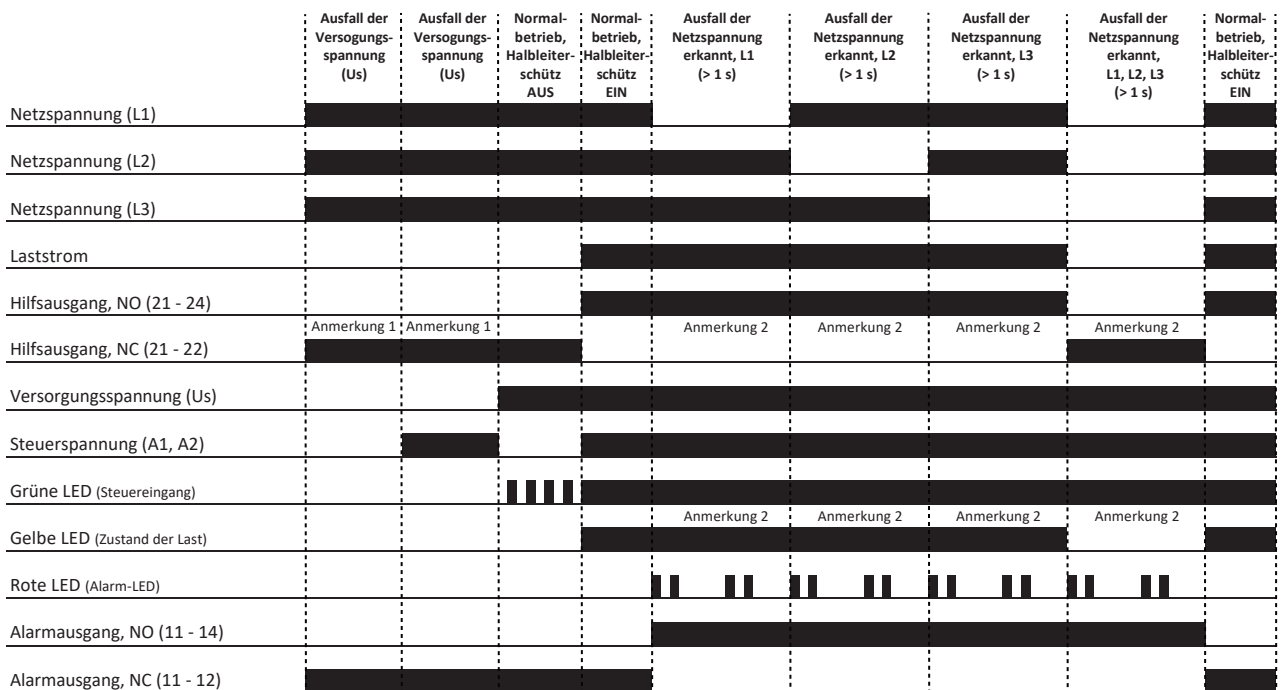 Ausfall der Versogungs-spannung (Us)
Ausfall der Versogungs-spannung (Us)
Normal-betrieb, Halbleiter-schütz AUS
Normal-betrieb, Halbleiter-schütz EIN
Ausfall der Netzspannung erkannt, L1 (> 1 s)
Ausfall der Netzspannung erkannt, L2 (> 1 s)
Ausfall der Netzspannung erkannt, L3 (> 1 s)
Ausfall der Netzspannung erkannt, L1, L2, L3 (> 1 s)
Normal-betrieb, Halbleiter-schütz EIN
Netzspannung (L1)
Netzspannung (L2)
Netzspannung (L3)
Laststrom
Hilfsausgang, NO (21 - 24)
Anmerkung 1 Anmerkung 1 Anmerkung 2 Anmerkung 2 Anmerkung 2 Anmerkung 2
Hilfsausgang, NC (21 - 22)
Versorgungsspannung (Us)
Steuerspannung (A1, A2)
Grüne LED (Steuereingang)
Anmerkung 2 Anmerkung 2 Anmerkung 2 Anmerkung 2
Gelbe LED (Zustand der Last)
Rote LED (Alarm-LED)
Alarmausgang, NO (11 - 14)
Alarmausgang, NC (11 - 12)